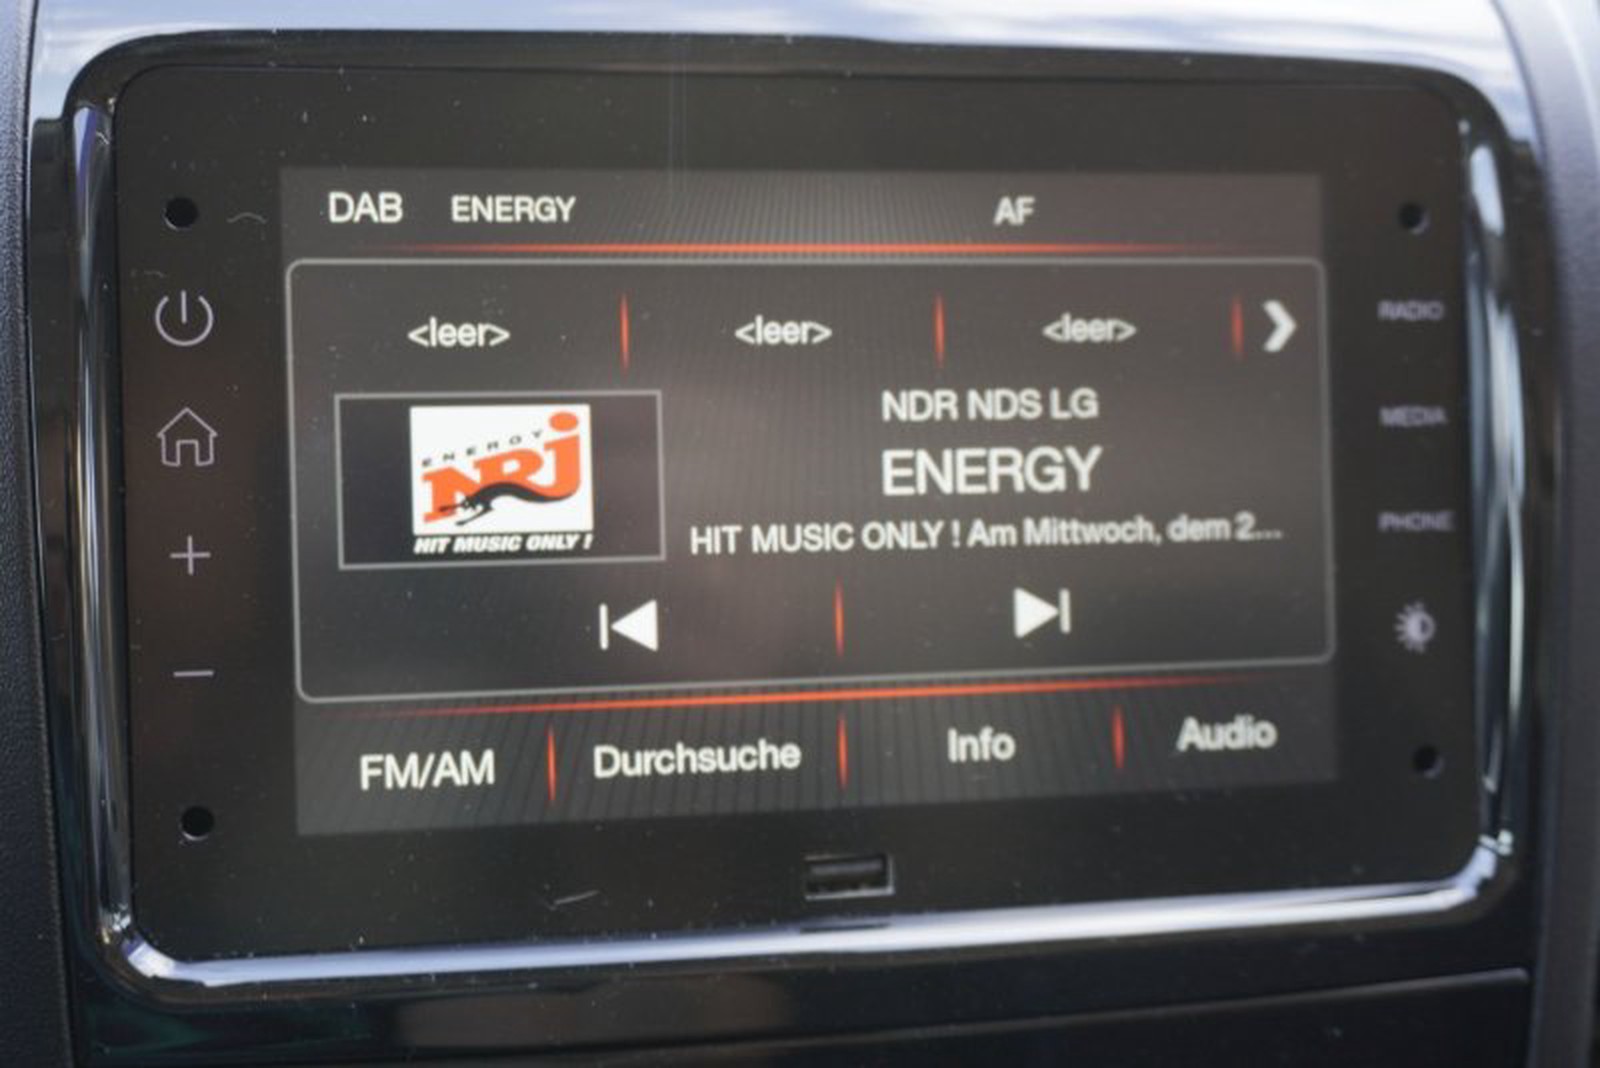 DAB ENERGY AF
<leer> <leer> <leer>
RADIO
NDR NDS LG
MEDIA
ENERGY
NRJ
ENERGY
HIT MUSIC ONLY !
HIT MUSIC ONLY ! Am Mittwoch, dem 2...
PHONE
FM/AM Durchsuche Info Audio